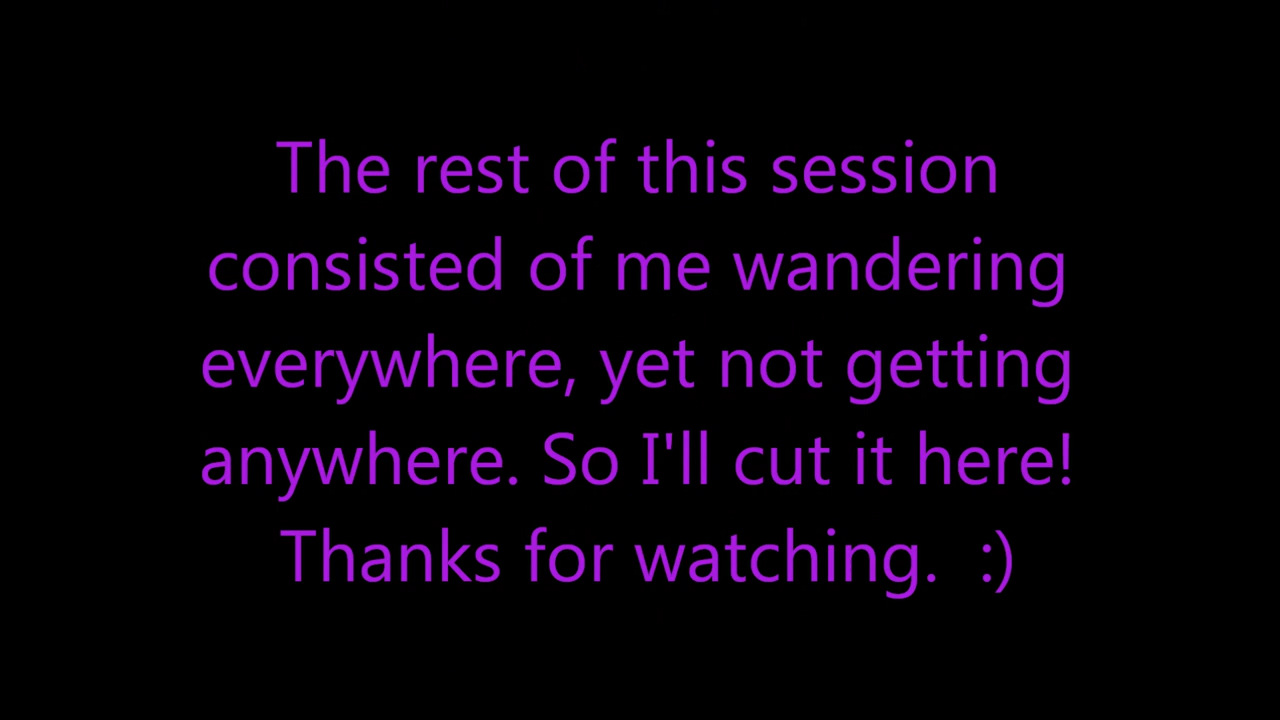 The rest of this session
consisted of me wandering
everywhere, yet not getting
anywhere. So I'll cut it here!
Thanks for watching.  :)